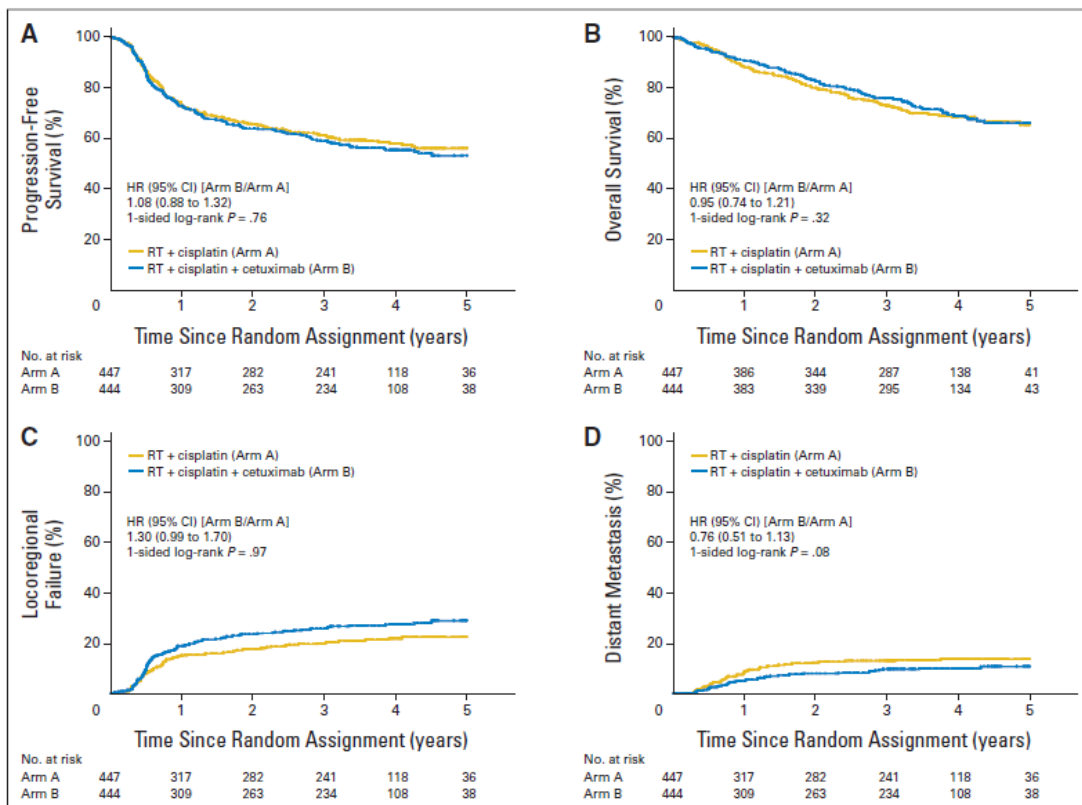 A
100
80
60
40
20
0
1
2
3
4
5
Progression-Free
Survival (%)
HR (95% CI) [Arm B/Arm A]
1.08 (0.88 to 1.32)
1-sided log-rank P = .76
RT + cisplatin (Arm A)
RT + cisplatin + cetuximab (Arm B)
Time Since Random Assignment (years)
No. at risk
Arm A 447 317 282 241 118 36
Arm B 444 309 263 234 108 38
B
100
80
60
40
20
0
1
2
3
4
5
Overall Survival (%)
HR (95% CI) [Arm B/Arm A]
0.95 (0.74 to 1.21)
1-sided log-rank P = .32
RT + cisplatin (Arm A)
RT + cisplatin + cetuximab (Arm B)
Time Since Random Assignment (years)
No. at risk
Arm A 447 386 344 287 138 41
Arm B 444 383 339 295 134 43
C
100
80
60
40
20
0
1
2
3
4
5
Locoregional
Failure (%)
RT + cisplatin (Arm A)
RT + cisplatin + cetuximab (Arm B)
HR (95% CI) [Arm B/Arm A]
1.30 (0.99 to 1.70)
1-sided log-rank P = .97
Time Since Random Assignment (years)
No. at risk
Arm A 447 317 282 241 118 36
Arm B 444 309 263 234 108 38
D
100
80
60
40
20
0
1
2
3
4
5
Distant Metastasis (%)
RT + cisplatin (Arm A)
RT + cisplatin + cetuximab (Arm B)
HR (95% CI) [Arm B/Arm A]
0.76 (0.51 to 1.13)
1-sided log-rank P = .08
Time Since Random Assignment (years)
No. at risk
Arm A 447 317 282 241 118 36
Arm B 444 309 263 234 108 38